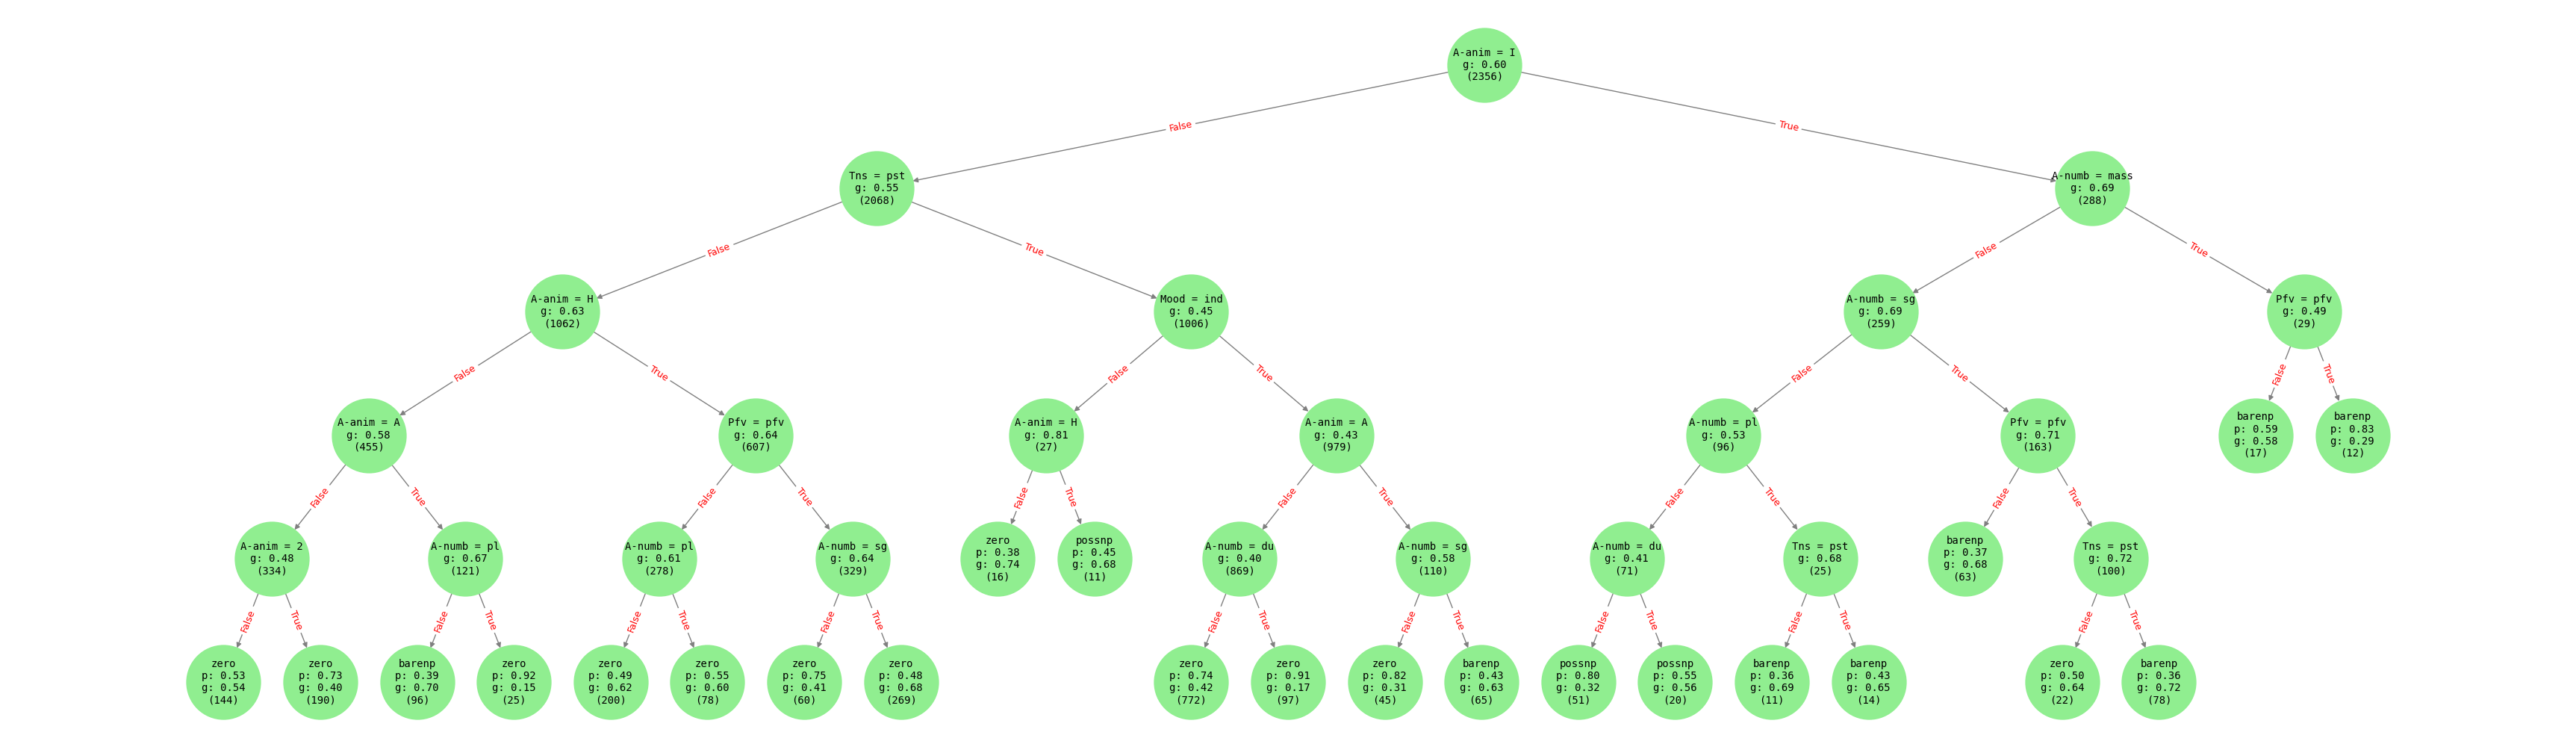 A-anim = I
g: 0.60
(2356)
False
True
Tns = pst
g: 0.55
(2068)
A-numb = mass
g: 0.69
(288)
False
True
False
True
A-anim = H
g: 0.63
(1062)
Mood = ind
g: 0.45
(1006)
A-numb = sg
g: 0.69
(259)
Pfv = pfv
g: 0.49
(29)
False
True
False
True
False
True
False
True
A-anim = A
g: 0.58
(455)
Pfv = pfv
g: 0.64
(607)
A-anim = H
g: 0.81
(27)
A-anim = A
g: 0.43
(979)
A-numb = pl
g: 0.53
(96)
Pfv = pfv
g: 0.71
(163)
barenp
p: 0.59
g: 0.58
(17)
barenp
p: 0.83
g: 0.29
(12)
False
True
False
True
False
True
False
True
False
True
False
True
A-anim = 2
g: 0.48
(334)
A-numb = pl
g: 0.67
(121)
A-numb = pl
g: 0.61
(278)
A-numb = sg
g: 0.64
(329)
zero
p: 0.38
g: 0.74
(16)
possnp
p: 0.45
g: 0.68
(11)
A-numb = du
g: 0.40
(869)
A-numb = sg
g: 0.58
(110)
A-numb = du
g: 0.41
(71)
Tns = pst
g: 0.68
(25)
barenp
p: 0.37
g: 0.68
(63)
Tns = pst
g: 0.72
(100)
False
True
False
True
False
True
False
True
False
True
False
True
False
True
False
True
False
True
zero
p: 0.53
g: 0.54
(144)
zero
p: 0.73
g: 0.40
(190)
barenp
p: 0.39
g: 0.70
(96)
zero
p: 0.92
g: 0.15
(25)
zero
p: 0.49
g: 0.62
(200)
zero
p: 0.55
g: 0.60
(78)
zero
p: 0.75
g: 0.41
(60)
zero
p: 0.48
g: 0.68
(269)
zero
p: 0.74
g: 0.42
(772)
zero
p: 0.91
g: 0.17
(97)
zero
p: 0.82
g: 0.31
(45)
barenp
p: 0.43
g: 0.63
(65)
possnp
p: 0.80
g: 0.32
(51)
possnp
p: 0.55
g: 0.56
(20)
barenp
p: 0.36
g: 0.69
(11)
barenp
p: 0.43
g: 0.65
(14)
zero
p: 0.50
g: 0.64
(22)
barenp
p: 0.36
g: 0.72
(78)